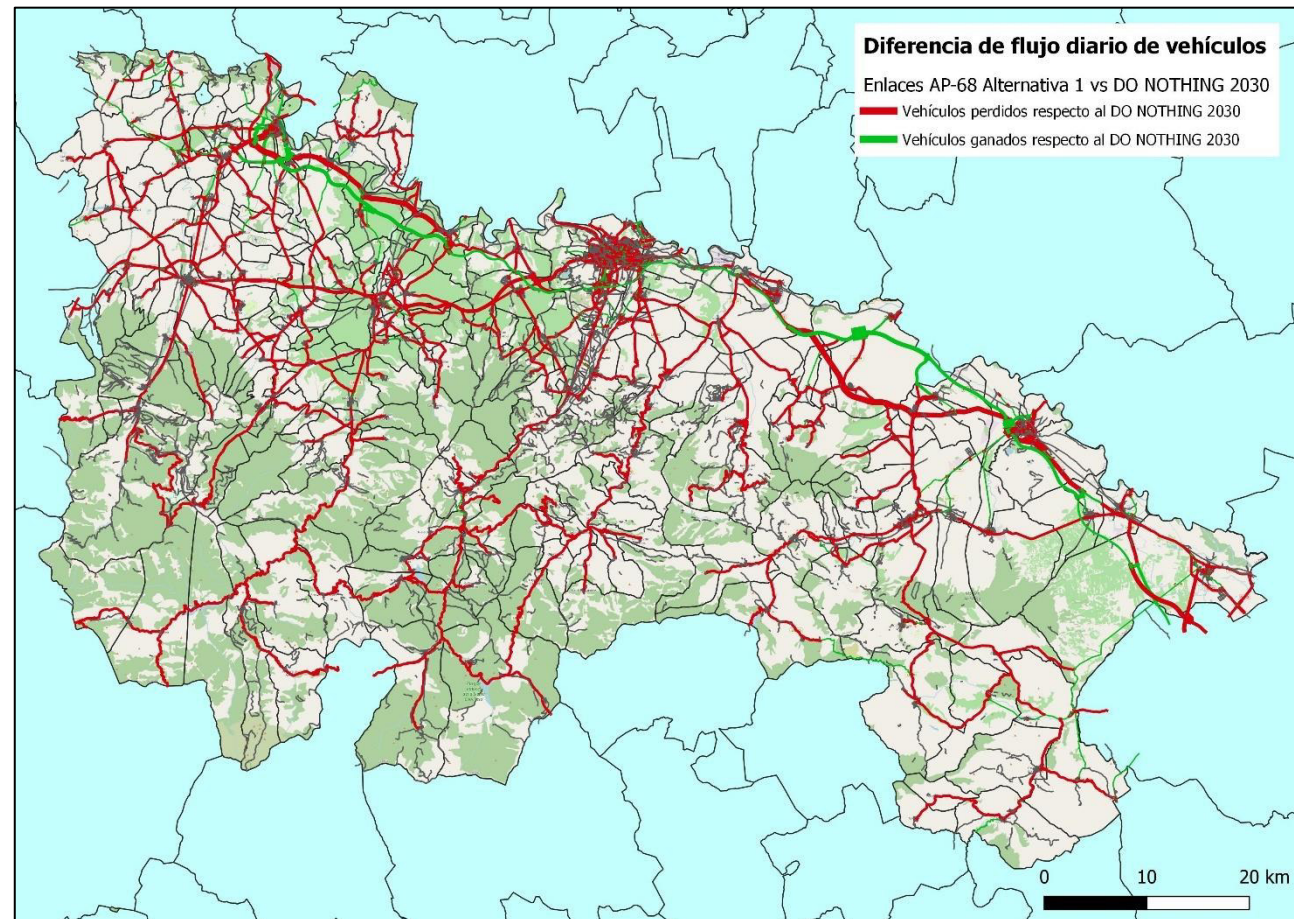 Diferencia de flujo diario de vehículos
Enlaces AP-68 Alternativa 1 vs DO NOTHING 2030
Vehículos perdidos respecto al DO NOTHING 2030
Vehículos ganados respecto al DO NOTHING 2030
0 10 20 km